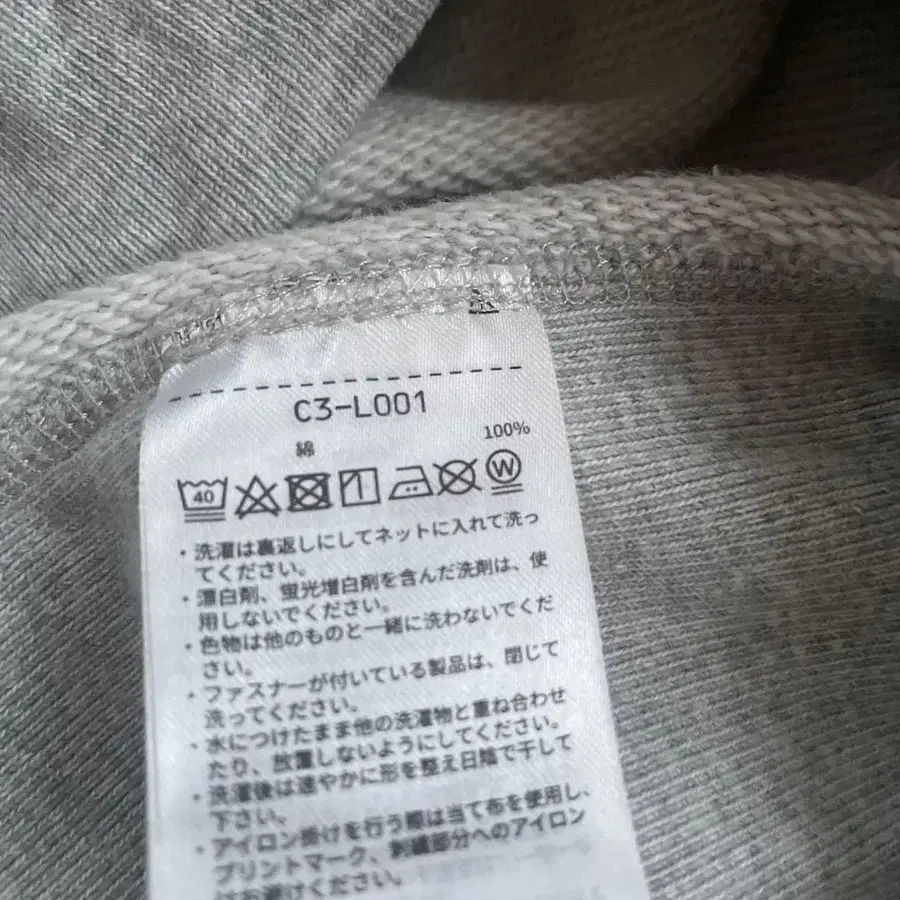 C3-L001
綿 100%
40 W
・洗濯は裏返しにしてネットに入れて洗っ
てください。
・漂白剤、蛍光増白剤を含んだ洗剤は、使
用しないでください。
・色物は他のものと一緒に洗わないでくだ
さい。
・ファスナーが付いている製品は、閉じて
洗ってください。
・水につけたまま他の洗濯物と重ね合わせ
たり、放置しないようにしてください。
・洗濯後は速やかに形を整え日陰で干して
下さい。
・アイロン掛けを行う際は当て布を使用し、
プリントマーク、刺繍部分へのアイロン
はお避けください。